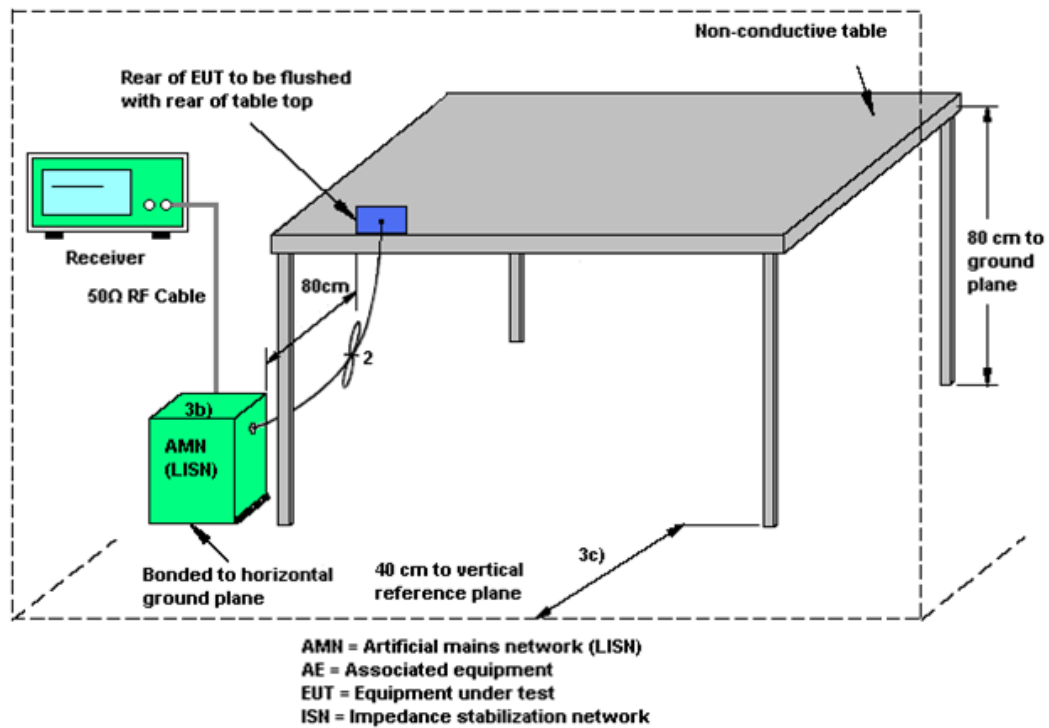 Non-conductive table
Rear of EUT to be flushed
with rear of table top
Receiver
50Ω RF Cable
80cm
2
80 cm to
ground
plane
3b)
AMN
(LISN)
3c)
Bonded to horizontal
ground plane
40 cm to vertical
reference plane
AMN = Artificial mains network (LISN)
AE = Associated equipment
EUT = Equipment under test
ISN = Impedance stabilization network